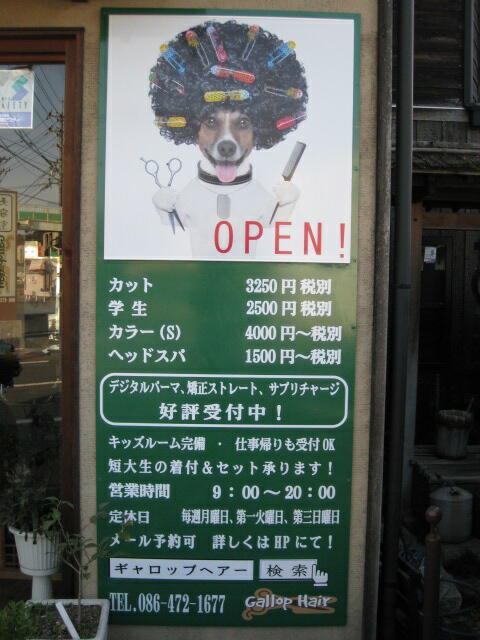 OPEN!
カット 3250円 税別
学生 2500円 税別
カラー(S) 4000円～税別
ヘッドスパ 1500円～税別
デジタルパーマ、矯正ストレート、サプリチャージ
好評受付中!
キッズルーム完備 ・ 仕事帰りも受付OK
短大生の着付&セット承ります!
営業時間 9:00～20:00
定休日 毎週月曜日、第一火曜日、第三日曜日
メール予約可 詳しくはHPにて!
ギャロップヘアー 検索
TEL.086-472-1677 Gallop Hair